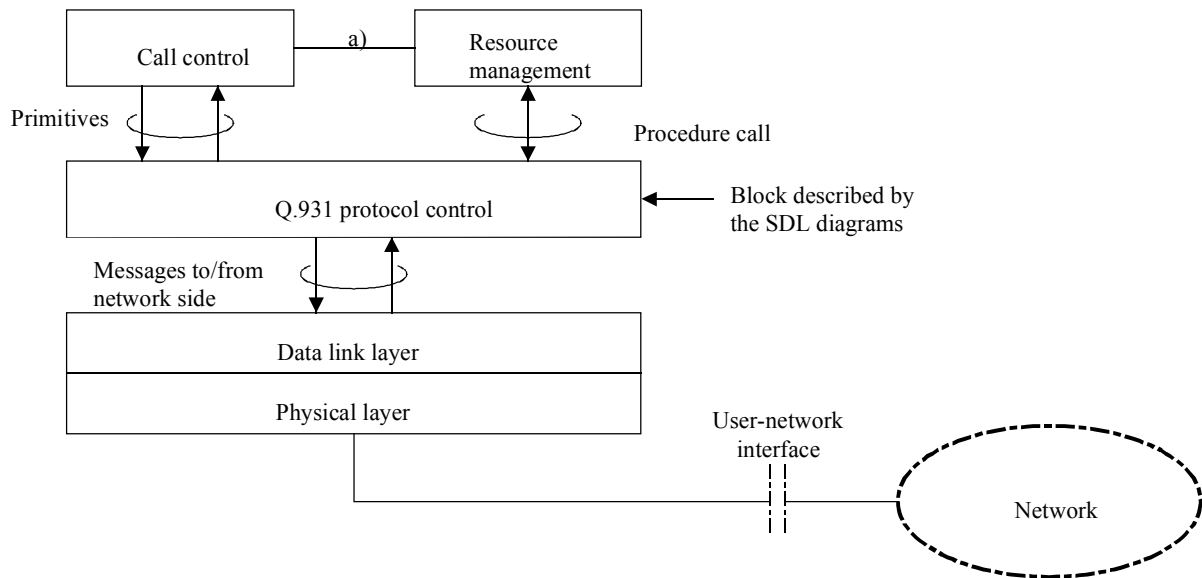 Call control
a)
Resource
management
Primitives
Procedure call
Q.931 protocol control
Block described by
the SDL diagrams
Messages to/from
network side
Data link layer
Physical layer
User-network
interface
Network